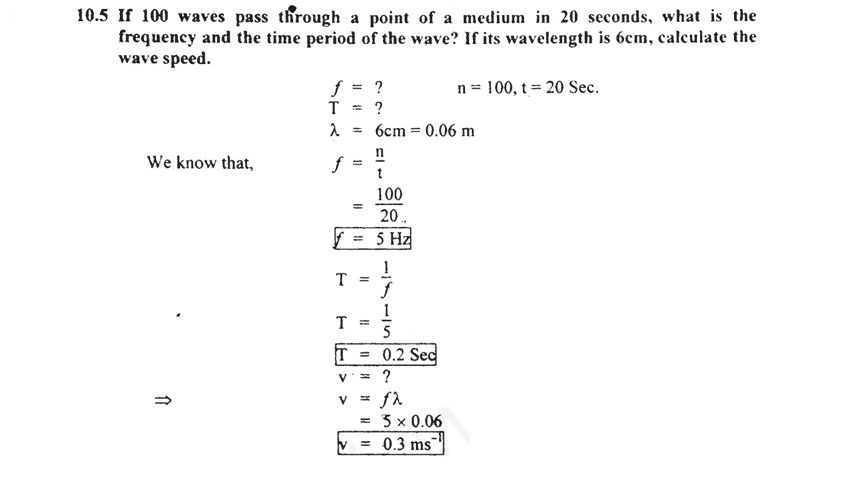 10.5 If 100 waves pass through a point of a medium in 20 seconds, what is the
frequency and the time period of the wave? If its wavelength is 6cm, calculate the
wave speed.
f = ? n = 100, t = 20 Sec.
T = ?
λ = 6cm = 0.06 m
We know that, f = n/t
= 100/20
f = 5 Hz
T = 1/f
T = 1/5
T = 0.2 Sec
v = ?
⇒ v = fλ
= 5 × 0.06
v = 0.3 ms⁻¹